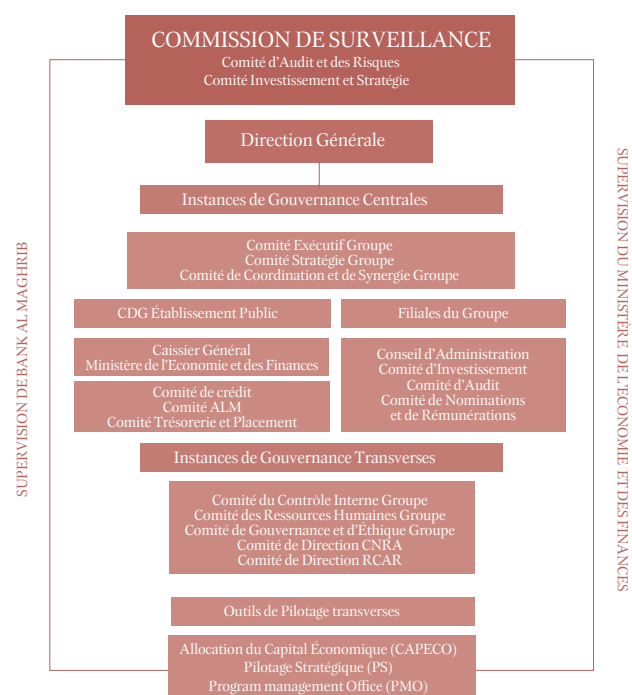 COMMISSION DE SURVEILLANCE
Comité d'Audit et des Risques
Comité Investissement et Stratégie
Direction Générale
Instances de Gouvernance Centrales
Comité Exécutif Groupe
Comité Stratégie Groupe
Comité de Coordination et de Synergie Groupe
CDG Établissement Public
Caissier Général
Ministère de l'Economie et des Finances
Comité de crédit
Comité ALM
Comité Trésorerie et Placement
Filiales du Groupe
Conseil d'Administration
Comité d'Investissement
Comité d'Audit
Comité de Nominations
et de Rémunérations
Instances de Gouvernance Transverses
Comité du Contrôle Interne Groupe
Comité des Ressources Humaines Groupe
Comité de Gouvernance et d'Éthique Groupe
Comité de Direction CNRA
Comité de Direction RCAR
Outils de Pilotage transverses
Allocation du Capital Économique (CAPECO)
Pilotage Stratégique (PS)
Program management Office (PMO)
SUPERVISION DE BANK AL MAGHRIB
SUPERVISION DU MINISTÈRE DE L'ECONOMIE ET DES FINANCES